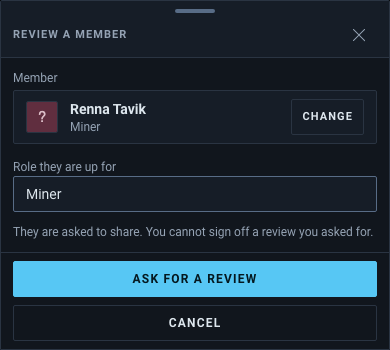 REVIEW A MEMBER
Member
?
Renna Tavik
Miner
CHANGE
Role they are up for
Miner
They are asked to share. You cannot sign off a review you asked for.
ASK FOR A REVIEW
CANCEL